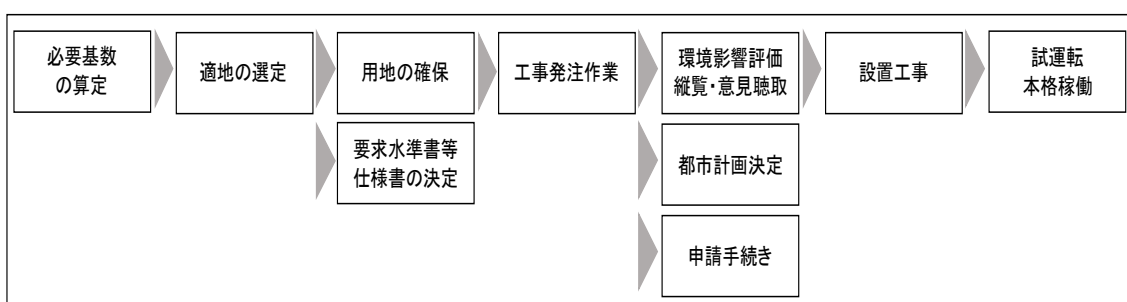 必要基数
の算定
適地の選定
用地の確保
工事発注作業
環境影響評価
縦覧・意見聴取
設置工事
試運転
本格稼働
要求水準書等
仕様書の決定
都市計画決定
申請手続き